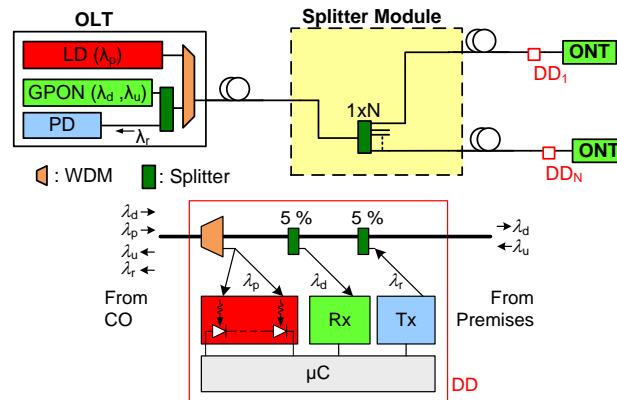 OLT
Splitter Module
LD (λp)
GPON (λd ,λu)
PD
λr
1xN
DD1
ONT
DDN
ONT
: WDM
: Splitter
λd
λp
λu
λr
5 %
5 %
λd
λu
λp
λd
λr
From
CO
From
Premises
Rx
Tx
µC
DD